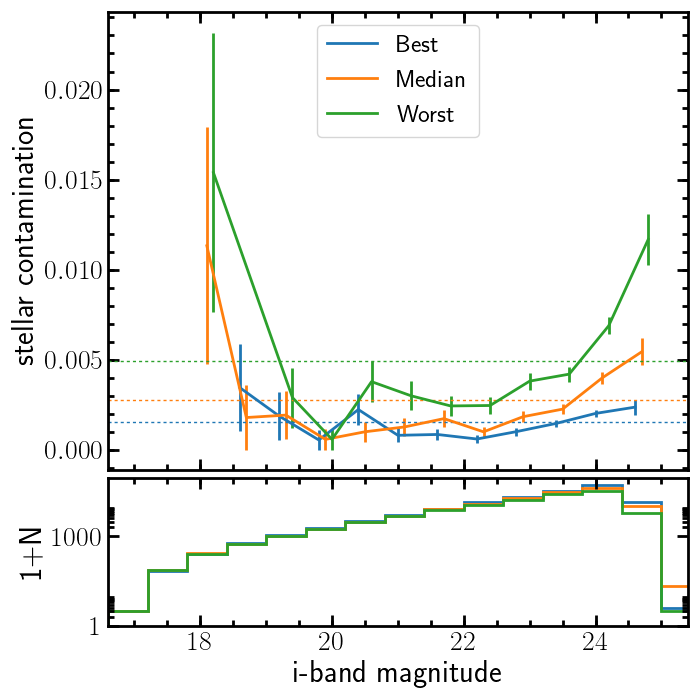 Best
Median
Worst
stellar contamination
0.020
0.015
0.010
0.005
0.000
1+N
1000
1
18
20
22
24
i-band magnitude